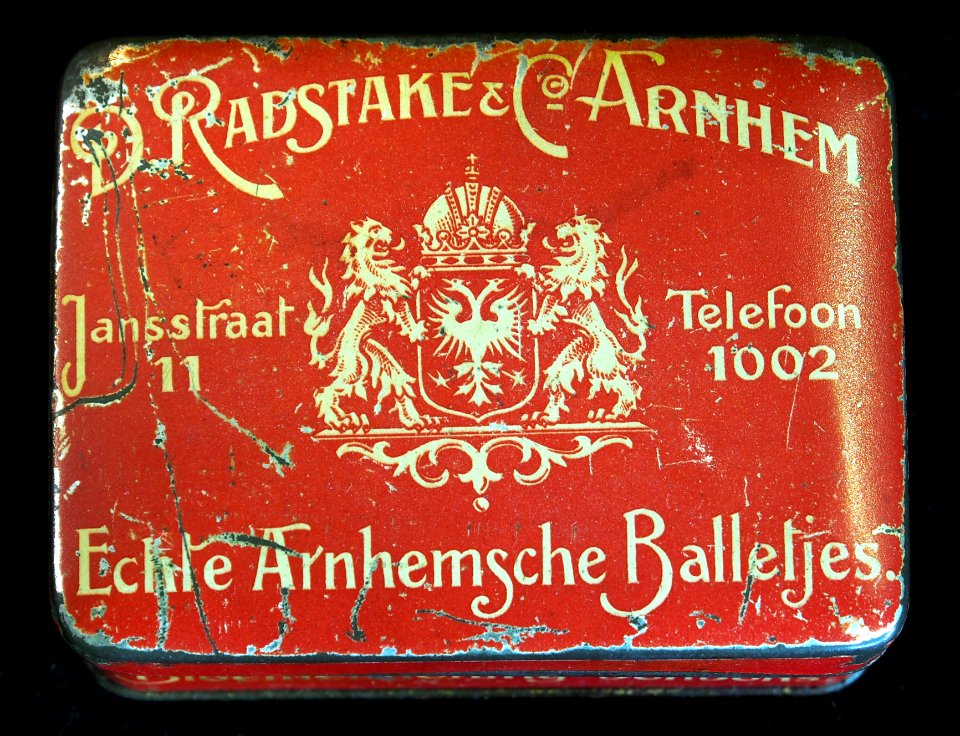 D RADSTAKE & Co ARNHEM
Jansstraat
11
Telefoon
1002
Echte Arnhemsche Balletjes.